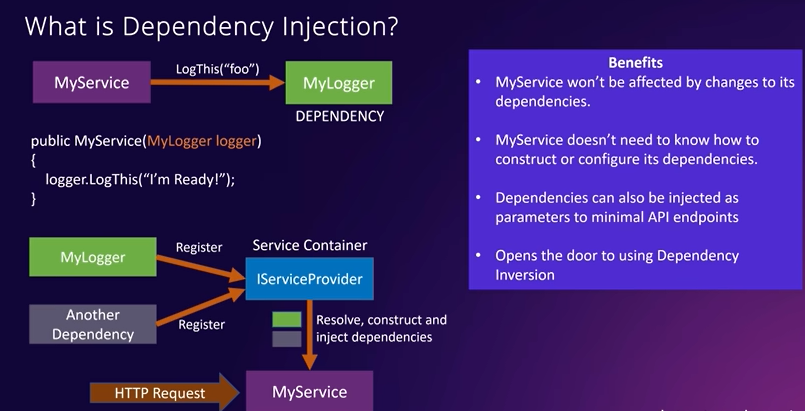 What is Dependency Injection?
MyService
LogThis(“foo”)
MyLogger
DEPENDENCY
public MyService(MyLogger logger)
{
logger.LogThis(“I’m Ready!”);
}
MyLogger
Register
Service Container
IServiceProvider
Another
Dependency
Register
Resolve, construct and
inject dependencies
HTTP Request
MyService
Benefits
• MyService won’t be affected by changes to its
dependencies.
• MyService doesn’t need to know how to
construct or configure its dependencies.
• Dependencies can also be injected as
parameters to minimal API endpoints
• Opens the door to using Dependency
Inversion